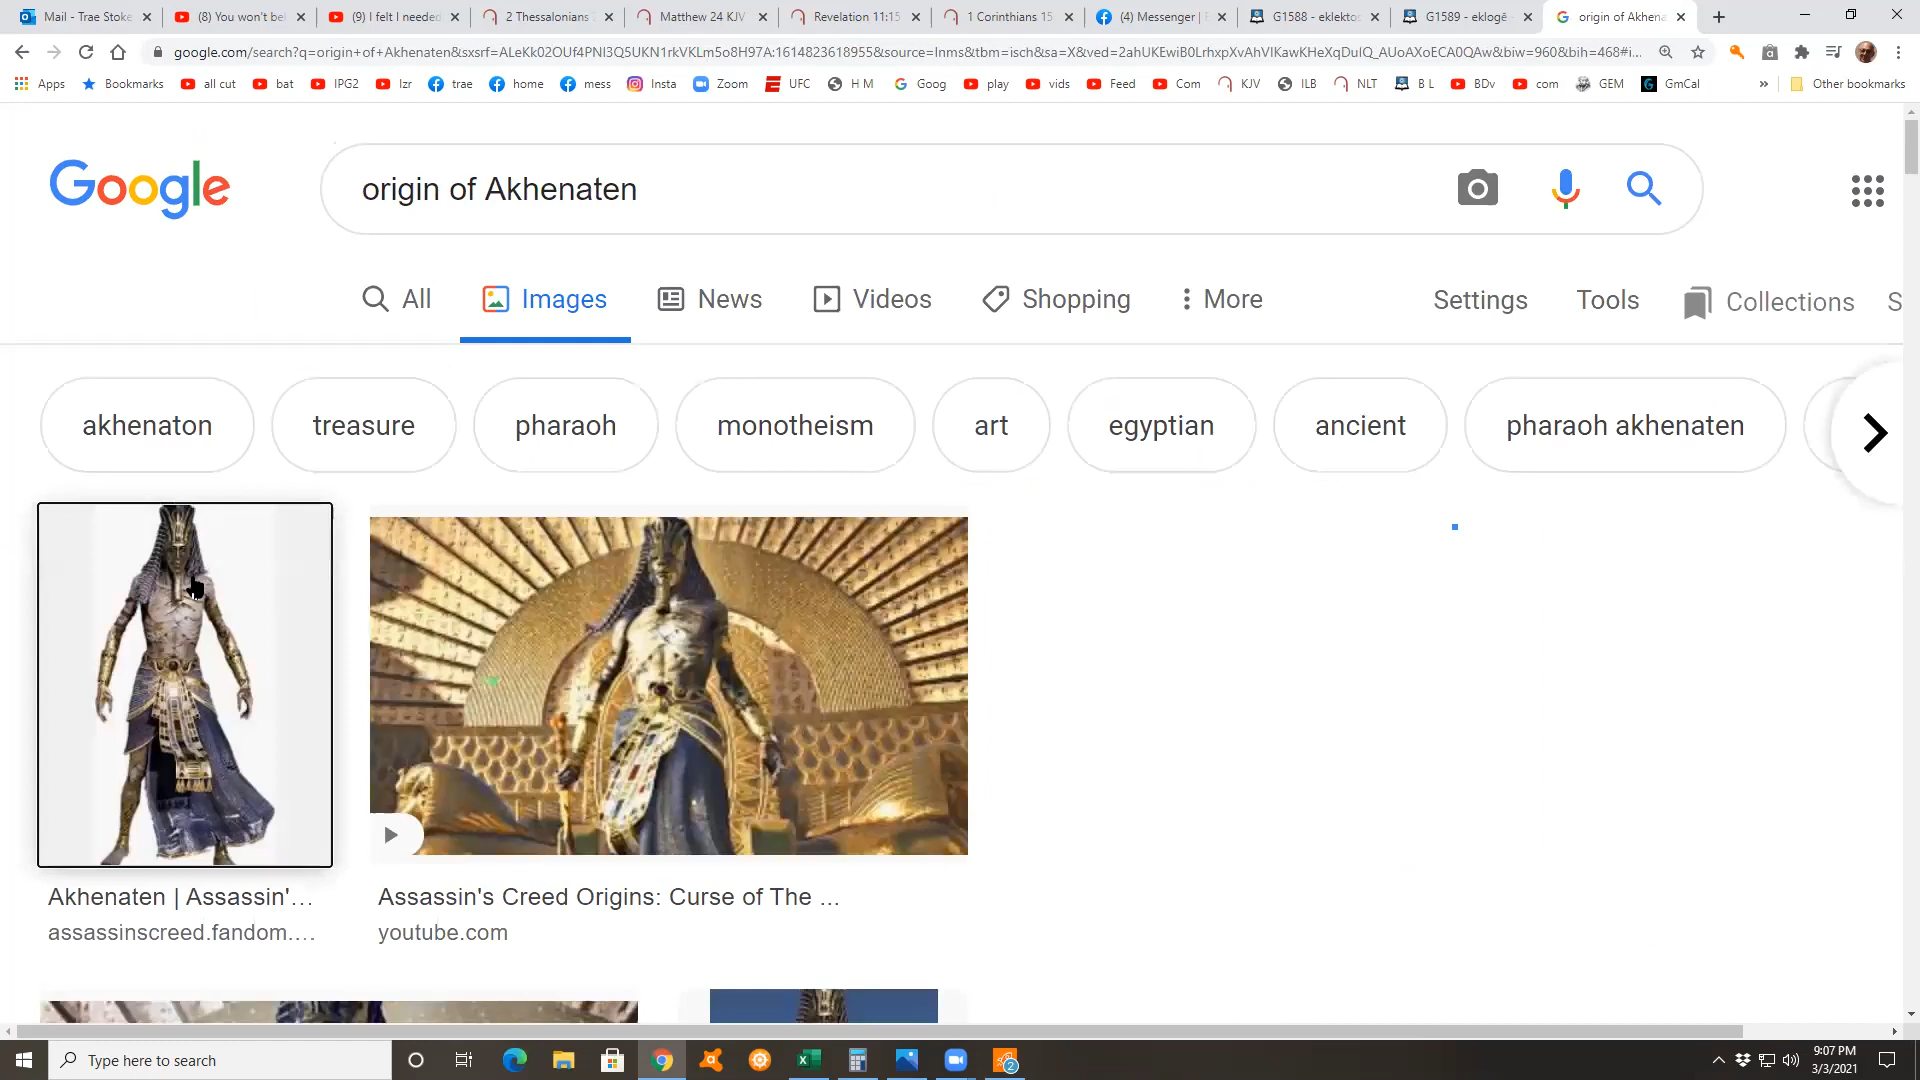 Mail - Trae Stoke
(8) You won't bel
(9) I felt I needed
2 Thessalonians 2
Matthew 24 KJV
Revelation 11:15
1 Corinthians 15
(4) Messenger |
G1588 - eklektos
G1589 - eklogē -
origin of Akhena
google.com/search?q=origin+of+Akhenaten&sxsrf=ALeKk02OUf4PNI3Q5UKN1rkVKLm5o8H97A:1614823618955&source=lnms&tbm=isch&sa=X&ved=2ahUKEwiB0LrhxpXvAhVIKawKHeXqDuIQ_AUoAXoECA0QAw&biw=960&bih=468#i...
Apps Bookmarks all cut bat IPG2 lzr trae home mess Insta Zoom UFC H M Goog play vids Feed Com KJV ILB NLT B L BDv com GEM GmCal » Other bookmarks
Google
origin of Akhenaten
All Images News Videos Shopping More Settings Tools Collections S
akhenaton treasure pharaoh monotheism art egyptian ancient pharaoh akhenaten
Akhenaten | Assassin'...
assassinscreed.fandom....
Assassin's Creed Origins: Curse of The ...
youtube.com
Type here to search
2
9:07 PM
3/3/2021